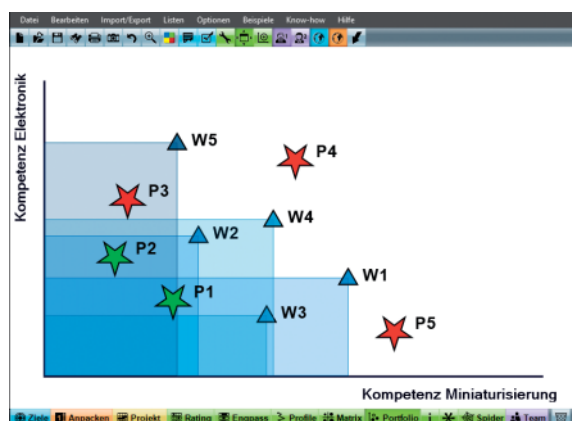 Datei Bearbeiten Import/Export Listen Optionen Beispiele Know-how Hilfe
Kompetenz Elektronik
W5
P4
P3
W4
W2
P2
W1
P1
W3
P5
Kompetenz Miniaturisierung
Ziele Anpacken Projekt Rating Engpass Profile Matrix Portfolio i Spider Team